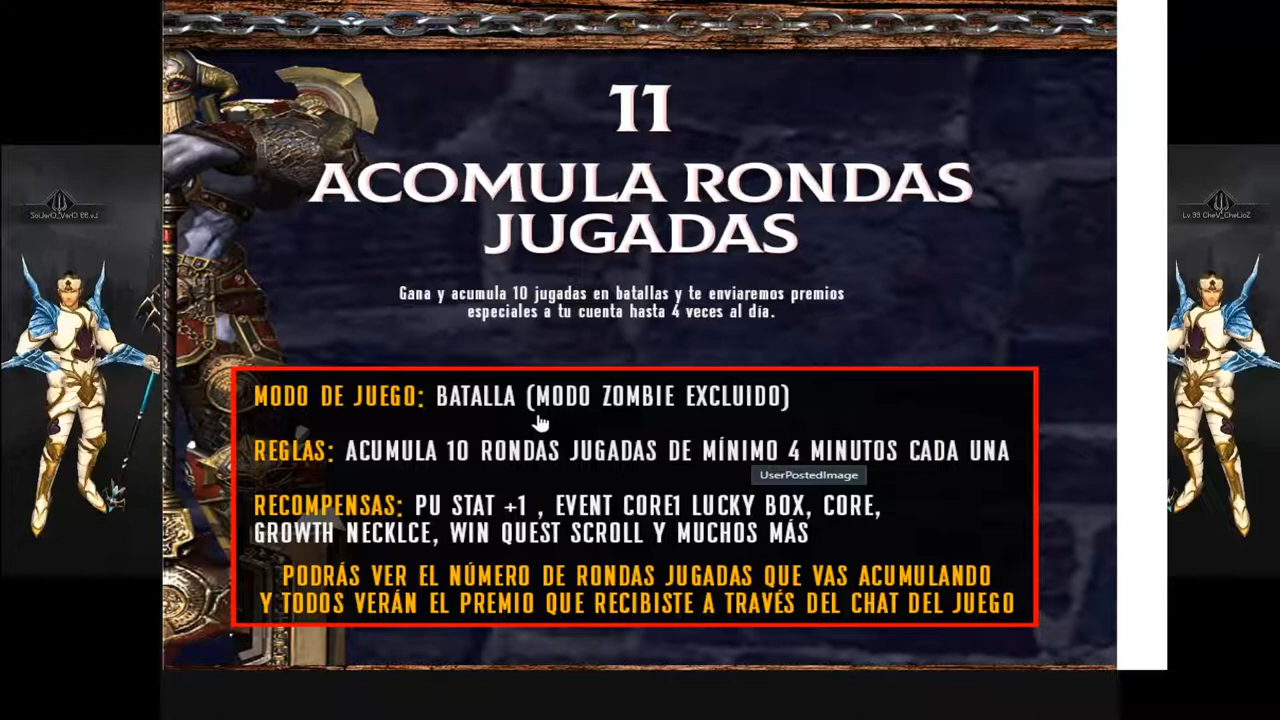 11
ACOMULA RONDAS
JUGADAS
Gana y acumula 10 jugadas en batallas y te enviaremos premios
especiales a tu cuenta hasta 4 veces al día.
MODO DE JUEGO: BATALLA (MODO ZOMBIE EXCLUIDO)
REGLAS: ACUMULA 10 RONDAS JUGADAS DE MÍNIMO 4 MINUTOS CADA UNA
UserPostedImage
RECOMPENSAS: PU STAT +1 , EVENT CORE1 LUCKY BOX, CORE,
GROWTH NECKLCE, WIN QUEST SCROLL Y MUCHOS MÁS
PODRÁS VER EL NÚMERO DE RONDAS JUGADAS QUE VAS ACUMULANDO
Y TODOS VERÁN EL PREMIO QUE RECIBISTE A TRAVÉS DEL CHAT DEL JUEGO
Lv.99 CheV_CheLioZ